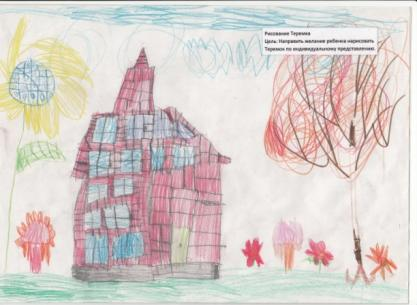 Рисование Теремка
Цель: Направить желание ребенка нарисовать
Теремок по индивидуальному представлению.